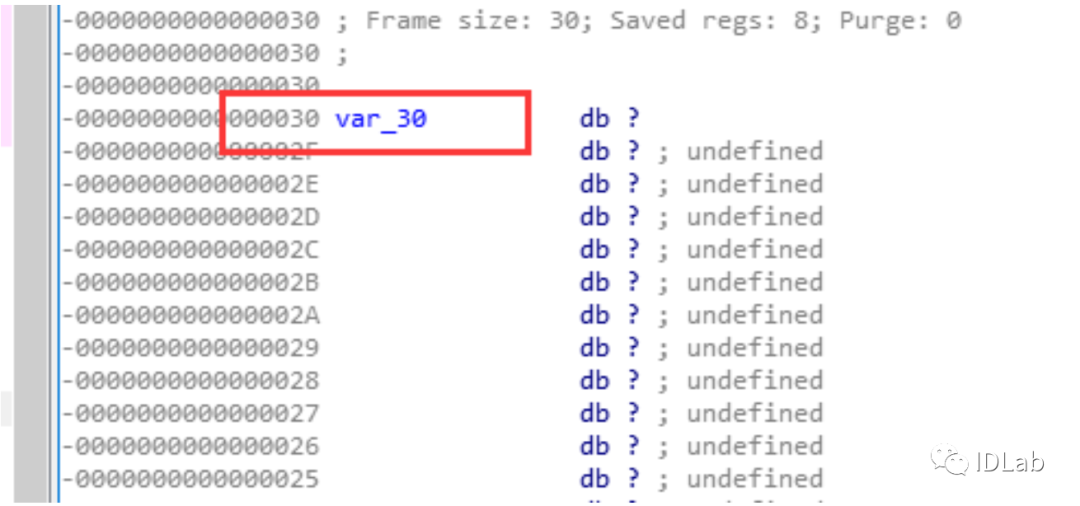 -0000000000000030 ; Frame size: 30; Saved regs: 8; Purge: 0
-0000000000000030 ;
-0000000000000030
-0000000000000030 var_30 db ?
-000000000000002F db ? ; undefined
-000000000000002E db ? ; undefined
-000000000000002D db ? ; undefined
-000000000000002C db ? ; undefined
-000000000000002B db ? ; undefined
-000000000000002A db ? ; undefined
-0000000000000029 db ? ; undefined
-0000000000000028 db ? ; undefined
-0000000000000027 db ? ; undefined
-0000000000000026 db ? ; undefined
-0000000000000025 db ? ; undefined
IDLab